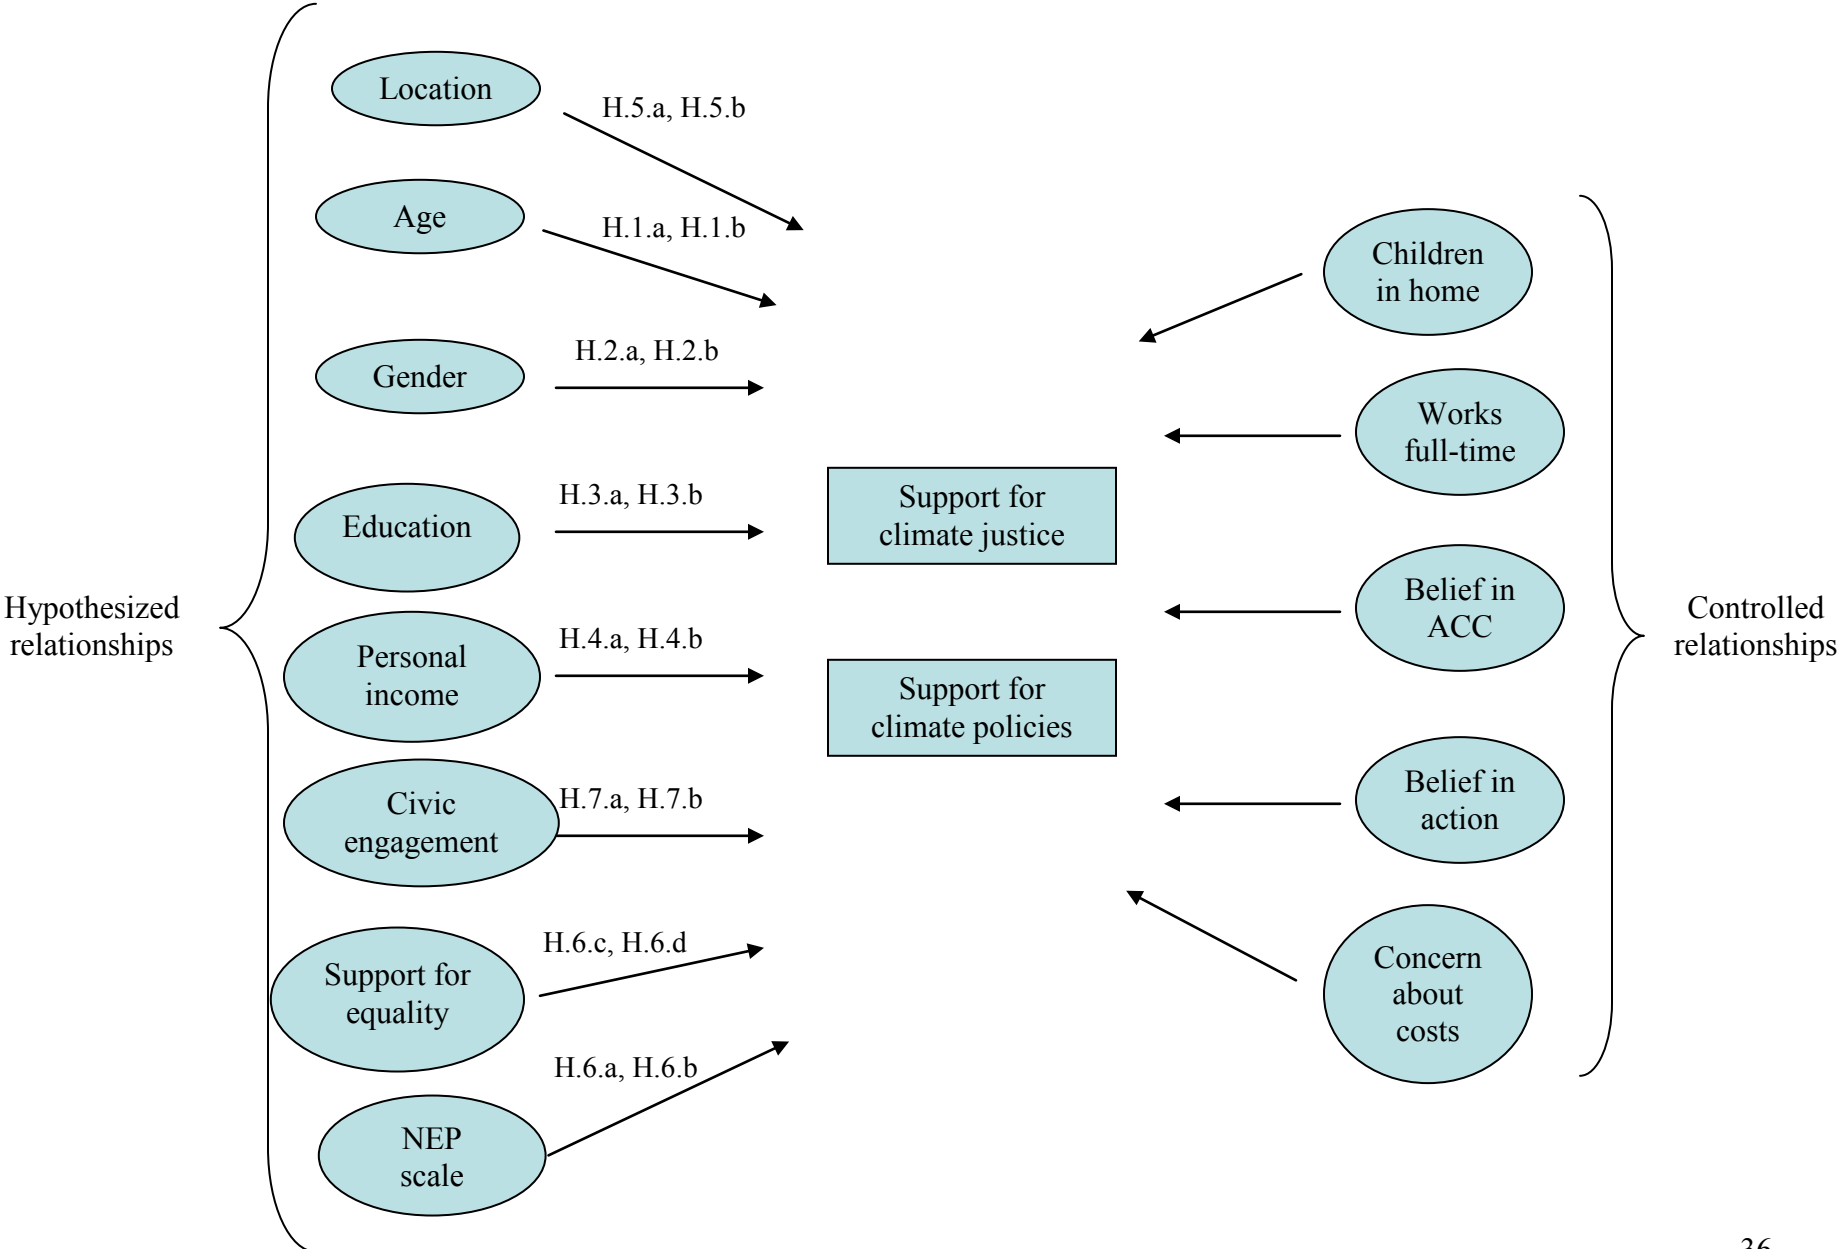 Location
H.5.a, H.5.b
Age
H.1.a, H.1.b
Gender
H.2.a, H.2.b
Education
H.3.a, H.3.b
Personal
income
H.4.a, H.4.b
Civic
engagement
H.7.a, H.7.b
Support for
equality
H.6.c, H.6.d
NEP
scale
H.6.a, H.6.b
Hypothesized
relationships
Support for
climate justice
Support for
climate policies
Children
in home
Works
full-time
Belief in
ACC
Belief in
action
Concern
about
costs
Controlled
relationships
36